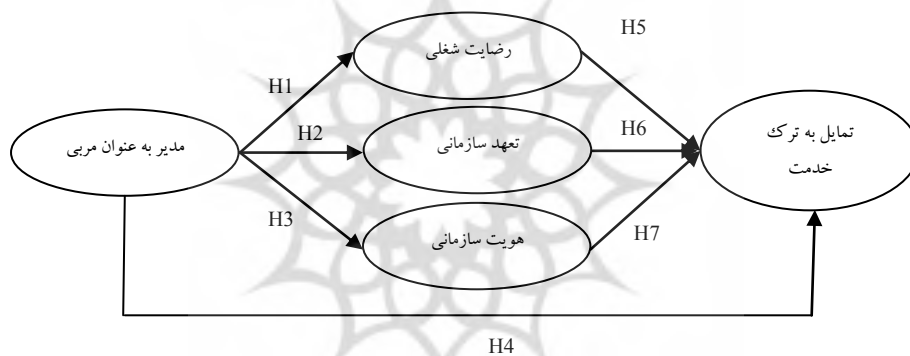 رضایت شغلی
H5
H1
H2
تعهد سازمانی
H6
تمایل به ترک
خدمت
مدیر به عنوان مربی
H3
هویت سازمانی
H7
H4